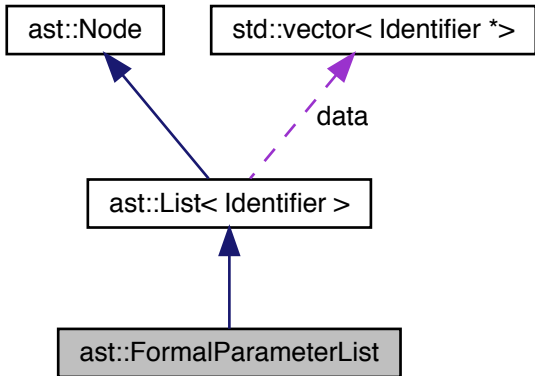 ast::Node
std::vector< Identifier *>
data
ast::List< Identifier >
ast::FormalParameterList